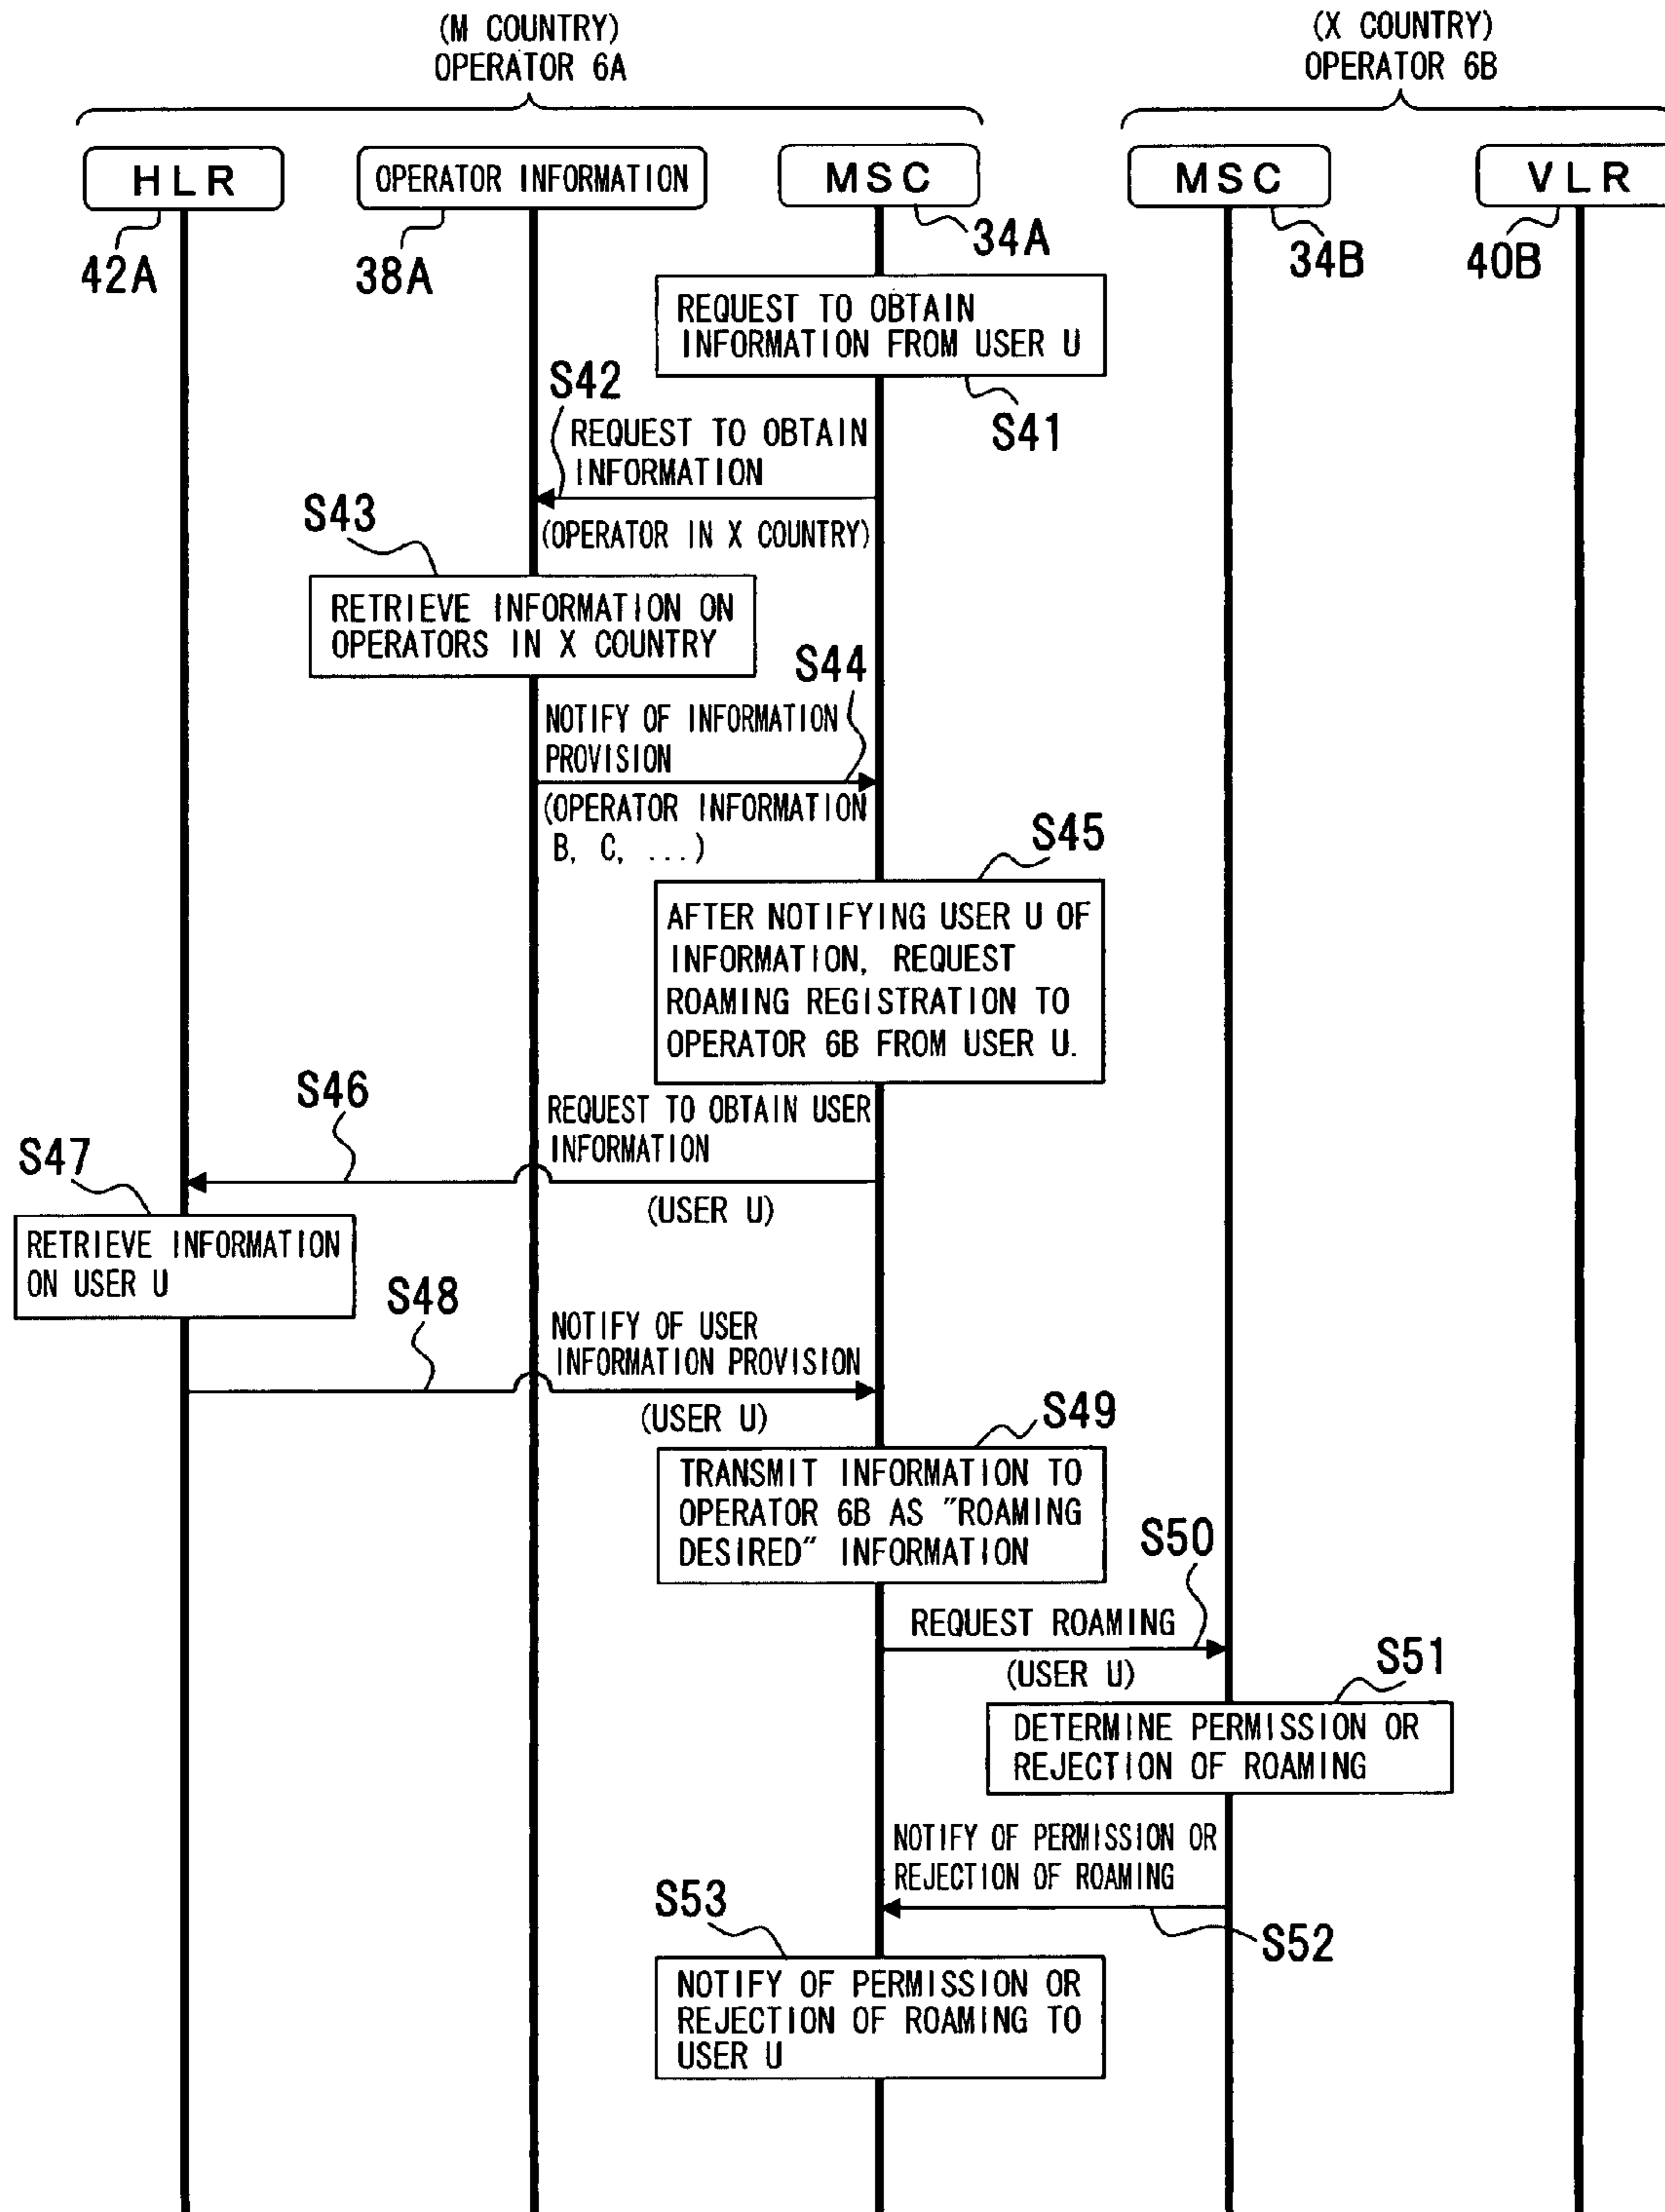 (M COUNTRY)
OPERATOR 6A
(X COUNTRY)
OPERATOR 6B
HLR
OPERATOR INFORMATION
MSC
MSC
VLR
42A
38A
34A
34B
40B
REQUEST TO OBTAIN
INFORMATION FROM USER U
S41
S42
REQUEST TO OBTAIN
INFORMATION
(OPERATOR IN X COUNTRY)
S43
RETRIEVE INFORMATION ON
OPERATORS IN X COUNTRY
S44
NOTIFY OF INFORMATION
PROVISION
(OPERATOR INFORMATION
B, C, ...)
S45
AFTER NOTIFYING USER U OF
INFORMATION, REQUEST
ROAMING REGISTRATION TO
OPERATOR 6B FROM USER U.
S46
REQUEST TO OBTAIN USER
INFORMATION
(USER U)
S47
RETRIEVE INFORMATION
ON USER U
S48
NOTIFY OF USER
INFORMATION PROVISION
(USER U)
S49
TRANSMIT INFORMATION TO
OPERATOR 6B AS "ROAMING
DESIRED" INFORMATION
S50
REQUEST ROAMING
(USER U)
S51
DETERMINE PERMISSION OR
REJECTION OF ROAMING
NOTIFY OF PERMISSION OR
REJECTION OF ROAMING
S52
S53
NOTIFY OF PERMISSION OR
REJECTION OF ROAMING TO
USER U